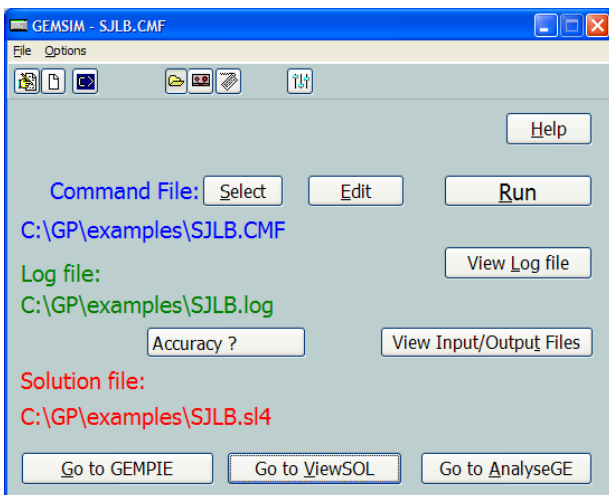 GEMSIM - SJLB.CMF
File Options
Help
Command File: Select Edit Run
C:\GP\examples\SJLB.CMF
View Log file
Log file:
C:\GP\examples\SJLB.log
Accuracy ? View Input/Output Files
Solution file:
C:\GP\examples\SJLB.sl4
Go to GEMPIE Go to ViewSOL Go to AnalyseGE